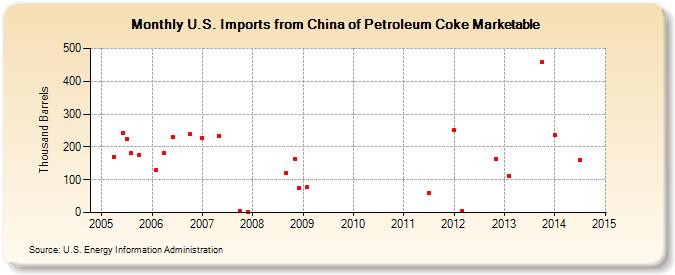 Monthly U.S. Imports from China of Petroleum Coke Marketable
Thousand Barrels
500
400
300
200
100
0
2005 2006 2007 2008 2009 2010 2011 2012 2013 2014 2015
Source: U.S. Energy Information Administration